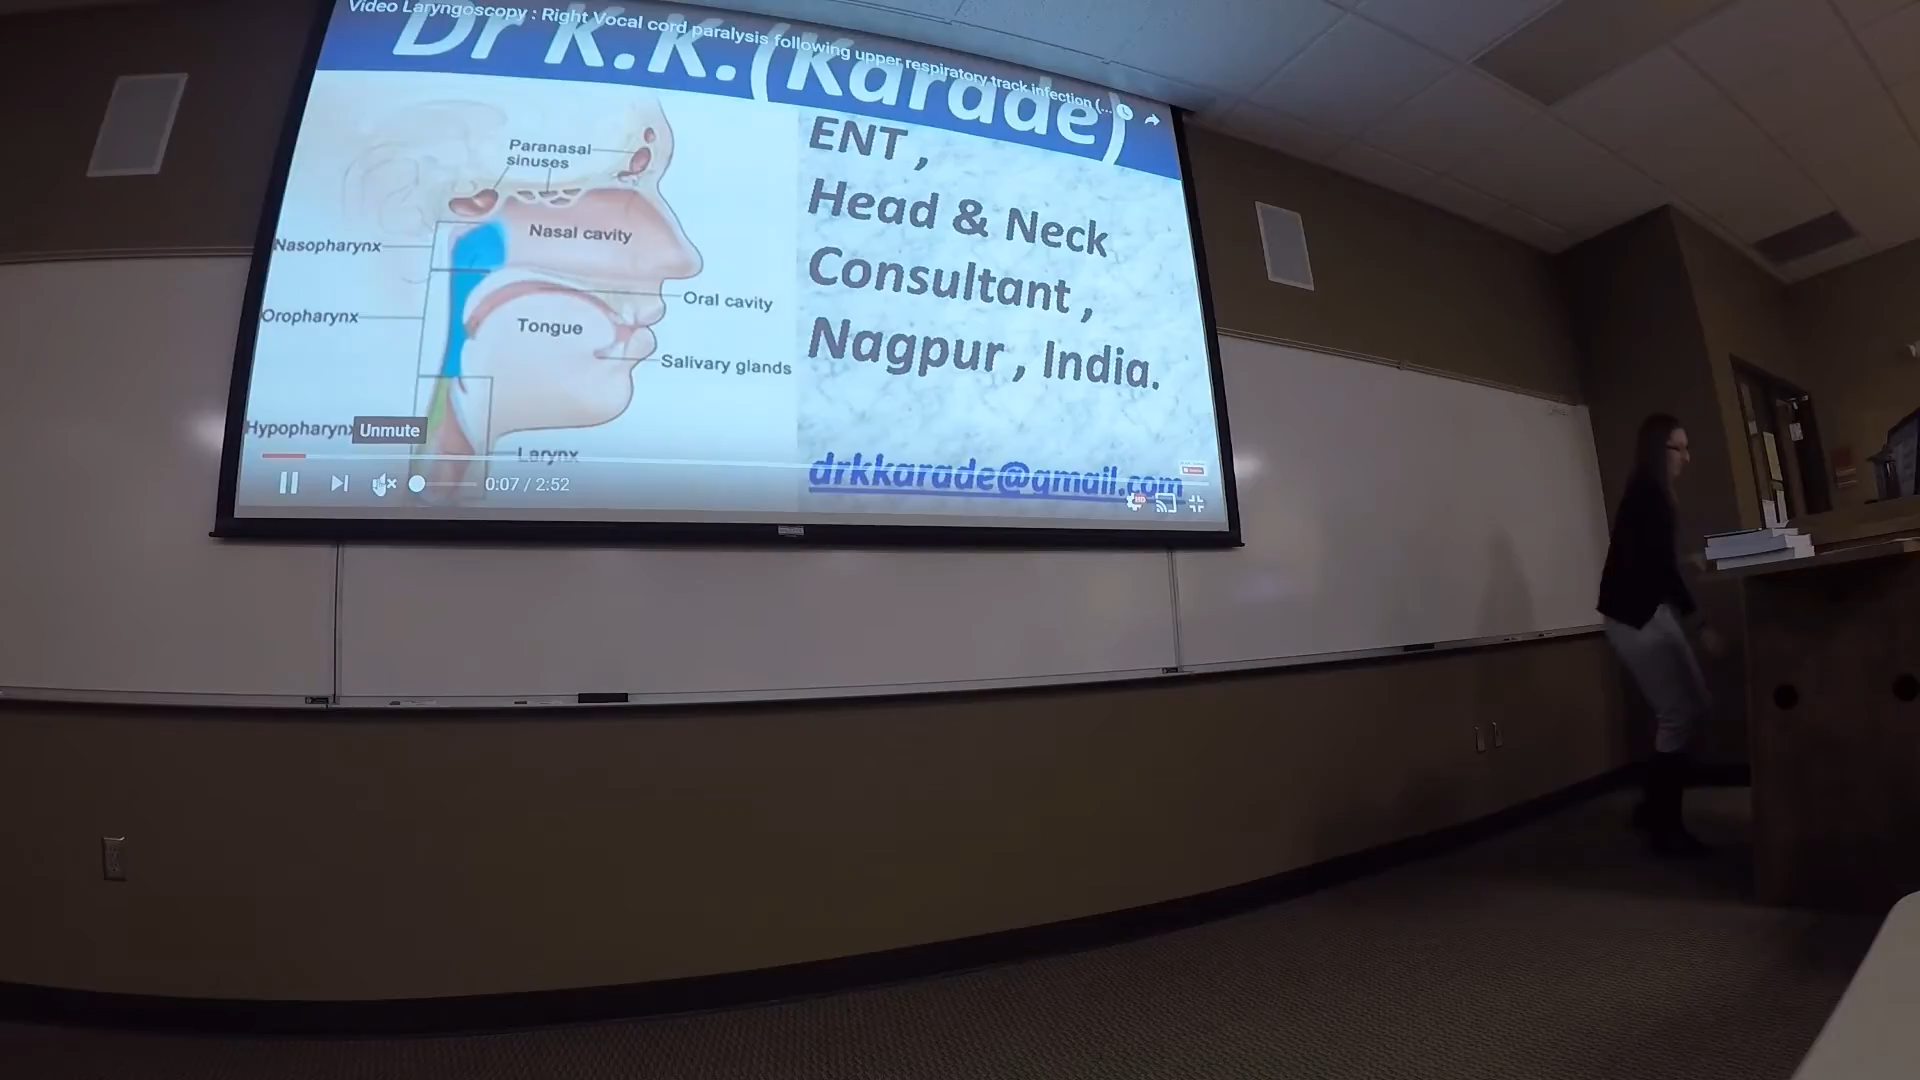 Video Laryngoscopy : Right Vocal cord paralysis following upper respiratory track infection (...
Dr K.K.(Karade)
Paranasal
sinuses
Nasal cavity
Nasopharynx
Oral cavity
Oropharynx
Tongue
Salivary glands
Hypopharynx
Unmute
Larynx
0:07 / 2:52
HD
ENT ,
Head & Neck
Consultant ,
Nagpur , India.
drkkarade@gmail.com